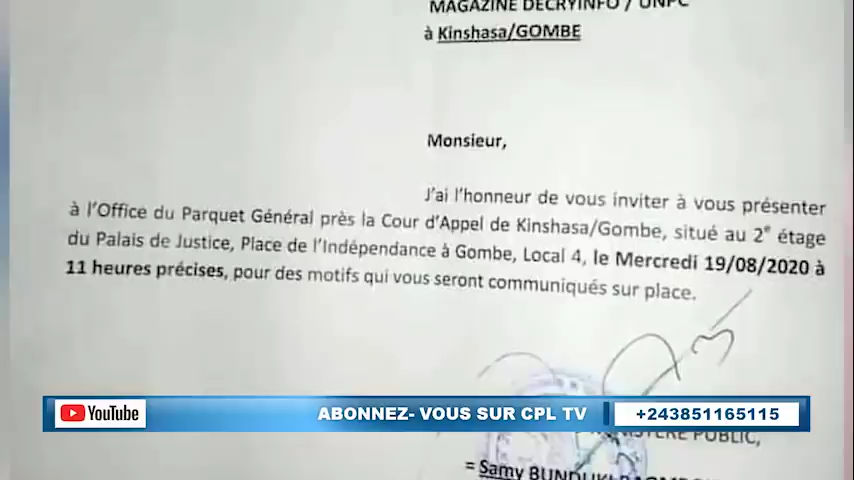 MAGAZINE DECRYINFO / UNPC
à Kinshasa/GOMBE
Monsieur,
J'ai l'honneur de vous inviter à vous présenter
à l'Office du Parquet Général près la Cour d'Appel de Kinshasa/Gombe, situé au 2e étage
du Palais de Justice, Place de l'Indépendance à Gombe, Local 4, le Mercredi 19/08/2020 à
11 heures précises, pour des motifs qui vous seront communiqués sur place.
YouTube
ABONNEZ- VOUS SUR CPL TV
+243851165115
MINISTERE PUBLIC,
= Samy BUNDUKI